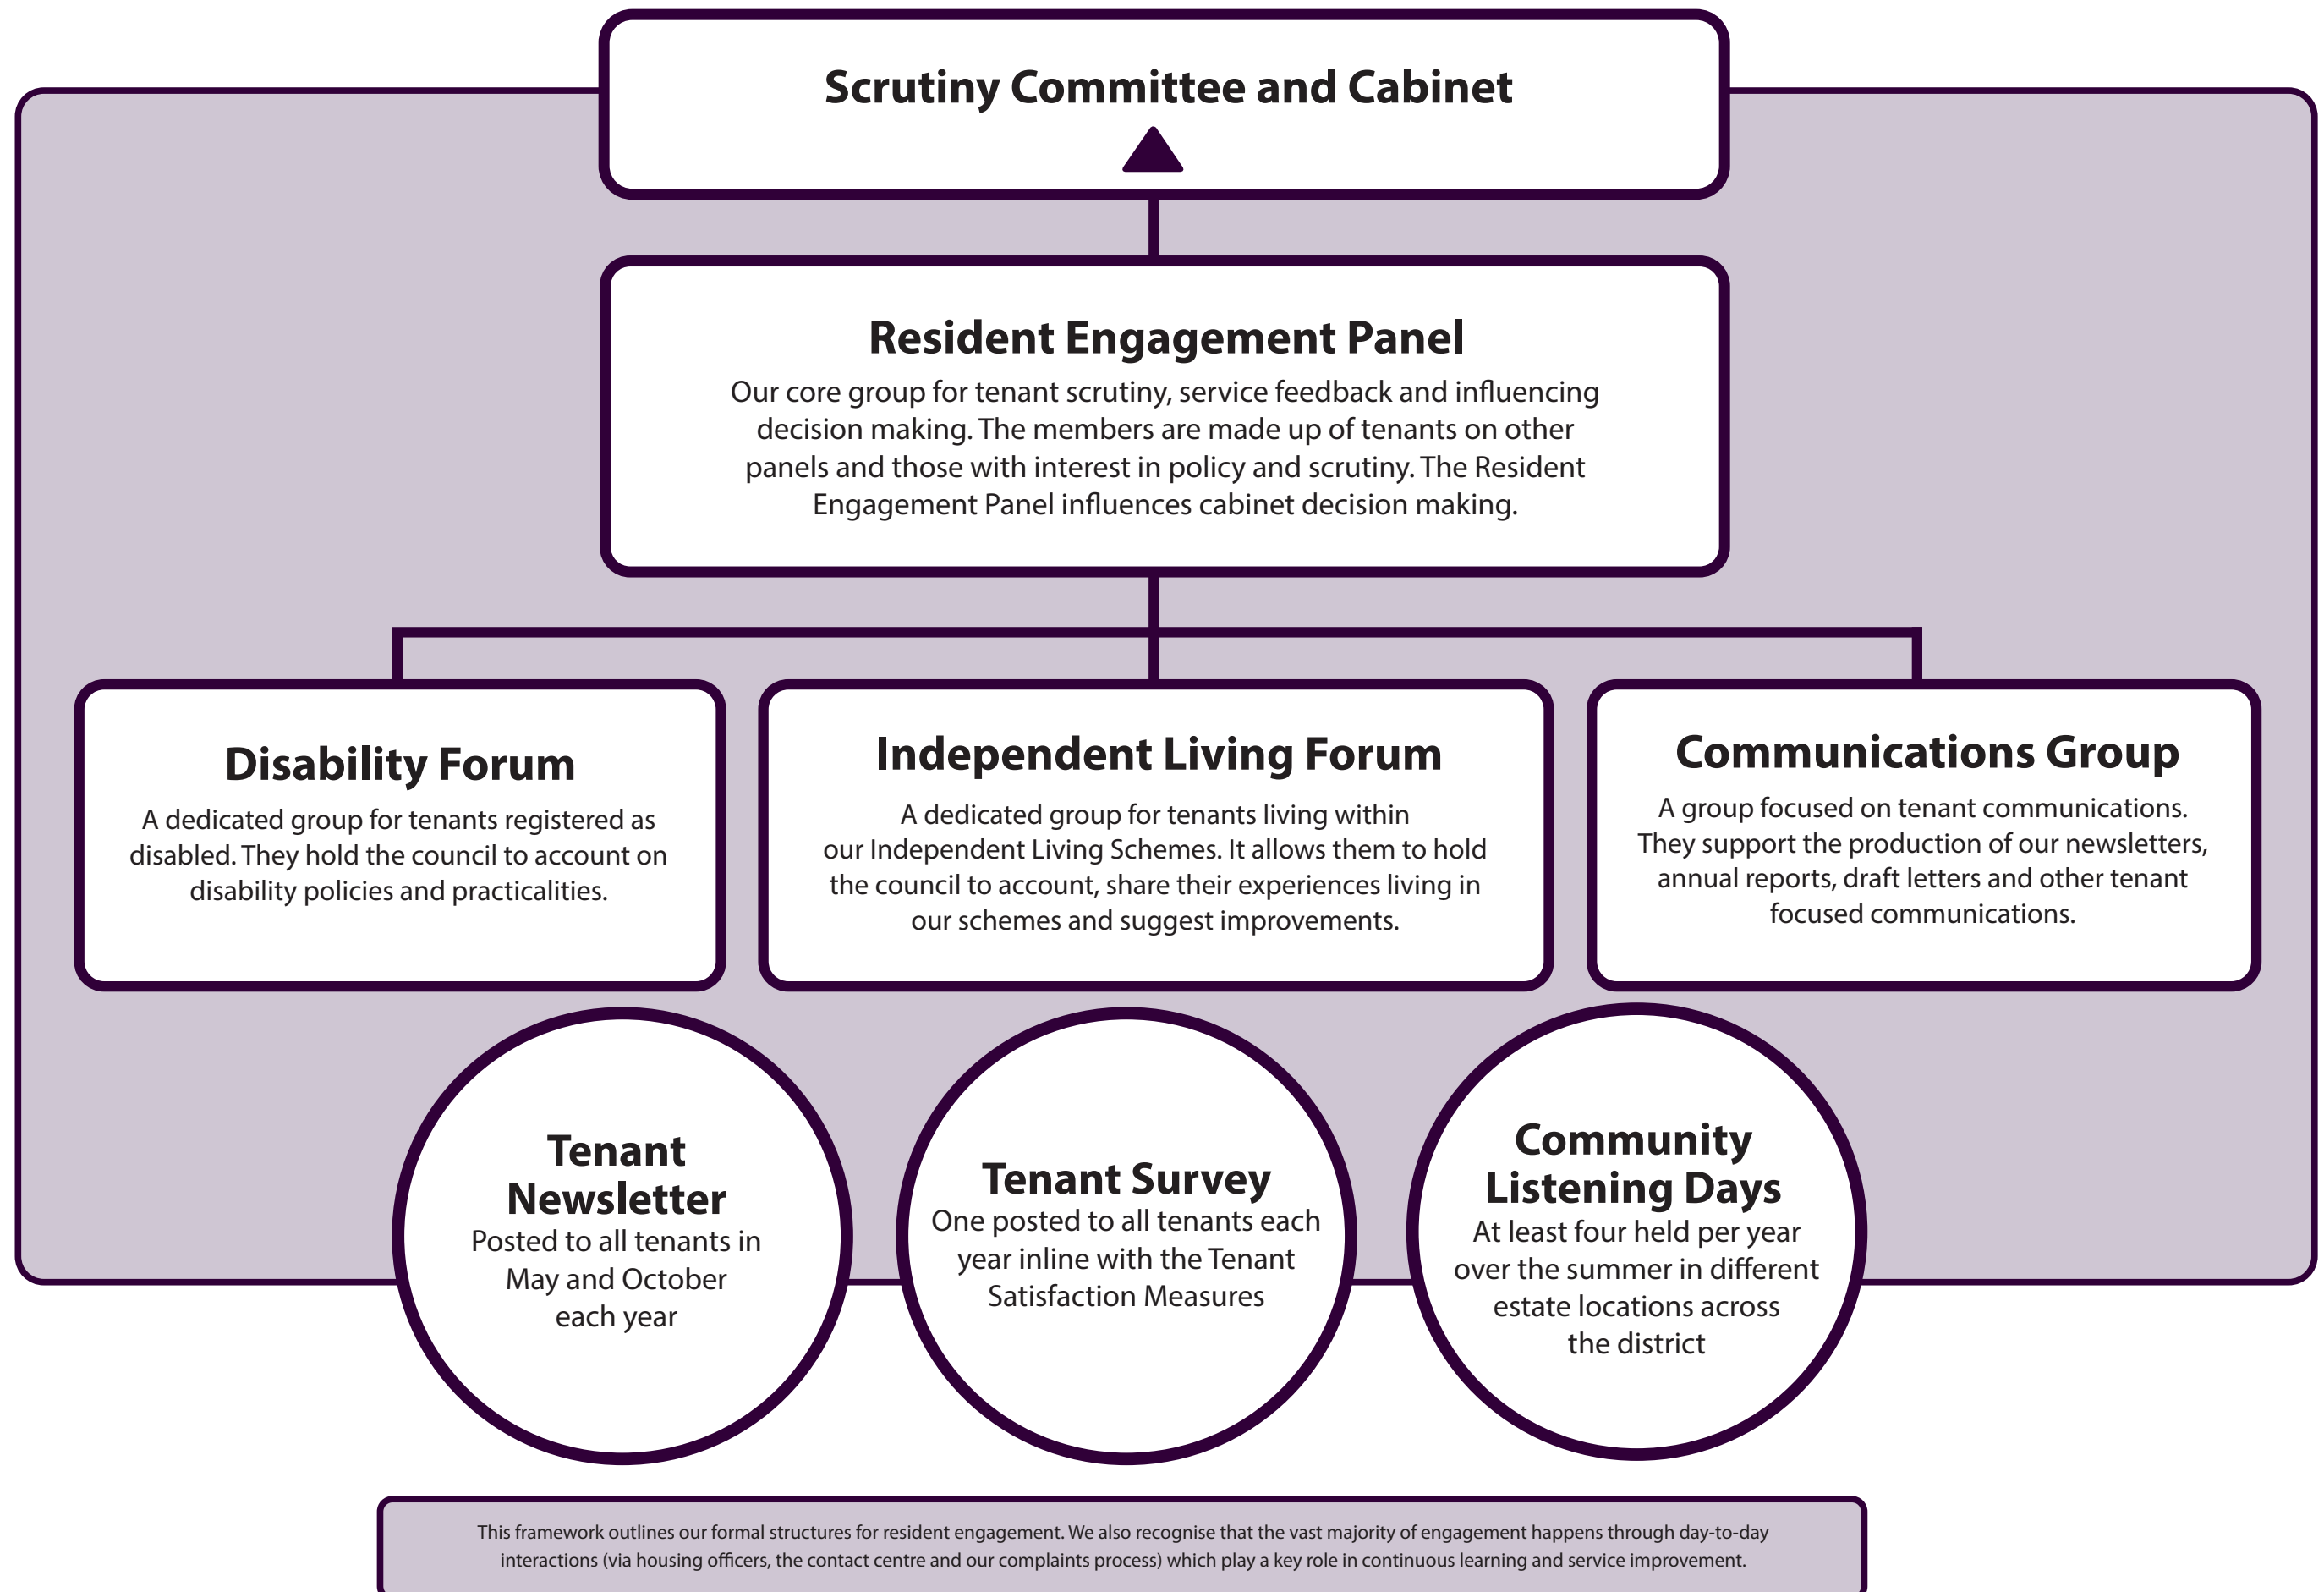 Scrutiny Committee and Cabinet
Resident Engagement Panel
Our core group for tenant scrutiny, service feedback and influencing
decision making. The members are made up of tenants on other
panels and those with interest in policy and scrutiny. The Resident
Engagement Panel influences cabinet decision making.
Disability Forum
A dedicated group for tenants registered as
disabled. They hold the council to account on
disability policies and practicalities.
Independent Living Forum
A dedicated group for tenants living within
our Independent Living Schemes. It allows them to hold
the council to account, share their experiences living in
our schemes and suggest improvements.
Communications Group
A group focused on tenant communications.
They support the production of our newsletters,
annual reports, draft letters and other tenant
focused communications.
Tenant
Newsletter
Posted to all tenants in
May and October
each year
Tenant Survey
One posted to all tenants each
year inline with the Tenant
Satisfaction Measures
Community
Listening Days
At least four held per year
over the summer in different
estate locations across
the district
This framework outlines our formal structures for resident engagement. We also recognise that the vast majority of engagement happens through day-to-day
interactions (via housing officers, the contact centre and our complaints process) which play a key role in continuous learning and service improvement.